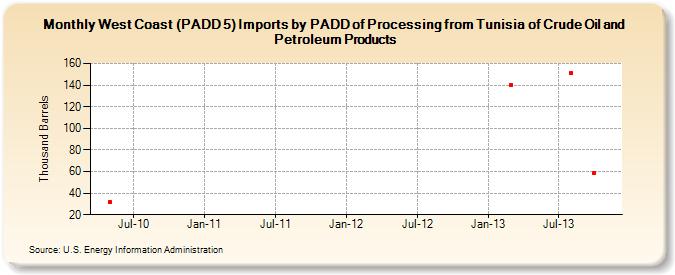 Monthly West Coast (PADD 5) Imports by PADD of Processing from Tunisia of Crude Oil and
Petroleum Products
Thousand Barrels
160
140
120
100
80
60
40
20
Jul-10 Jan-11 Jul-11 Jan-12 Jul-12 Jan-13 Jul-13
Source: U.S. Energy Information Administration